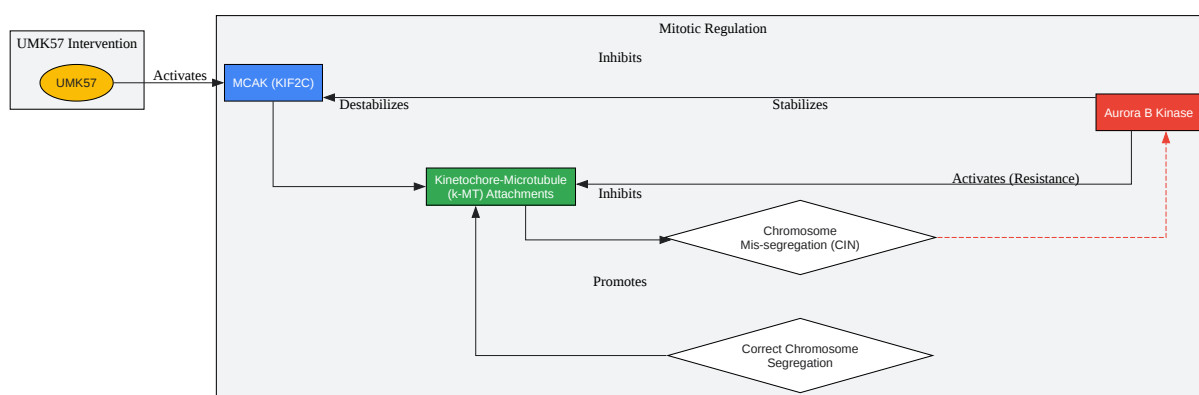 Mitotic Regulation
UMK57 Intervention
Inhibits
UMK57
Activates
MCAK (KIF2C)
Destabilizes
Stabilizes
Aurora B Kinase
Kinetochore-Microtubule
(k-MT) Attachments
Inhibits
Activates (Resistance)
Chromosome
Mis-segregation (CIN)
Promotes
Correct Chromosome
Segregation